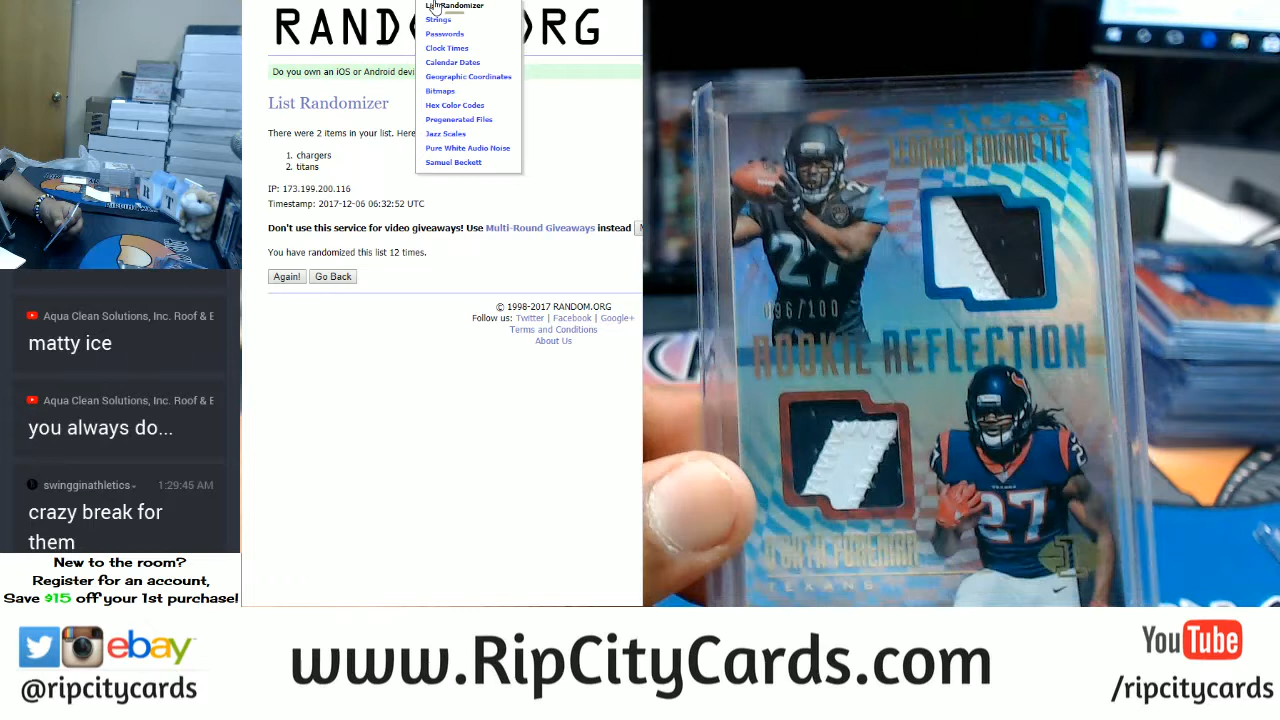 RAND
RG
List Randomizer
Strings
Passwords
Clock Times
Calendar Dates
Geographic Coordinates
Bitmaps
Hex Color Codes
Pregenerated Files
Jazz Scales
Pure White Audio Noise
Samuel Beckett
Do you own an iOS or Android devi
List Randomizer
There were 2 items in your list. Here
1. chargers
2. titans
IP: 173.199.200.116
Timestamp: 2017-12-06 06:32:52 UTC
Don't use this service for video giveaways! Use Multi-Round Giveaways instead
You have randomized this list 12 times.
Again! Go Back
© 1998-2017 RANDOM.ORG
Follow us: Twitter | Facebook | Google+
Terms and Conditions
About Us
Aqua Clean Solutions, Inc. Roof & E
matty ice
Aqua Clean Solutions, Inc. Roof & E
you always do...
swingginathletics
1:29:45 AM
crazy break for
them
New to the room?
Register for an account,
Save $15 off your 1st purchase!
LEONARD FOURNETTE
27
096/100
ROOKIE REFLECTION
TEXANS
27
D'ONTA FOREMAN
TEXANS
ebay
@ripcitycards
www.RipCityCards.com
YouTube
/ripcitycards